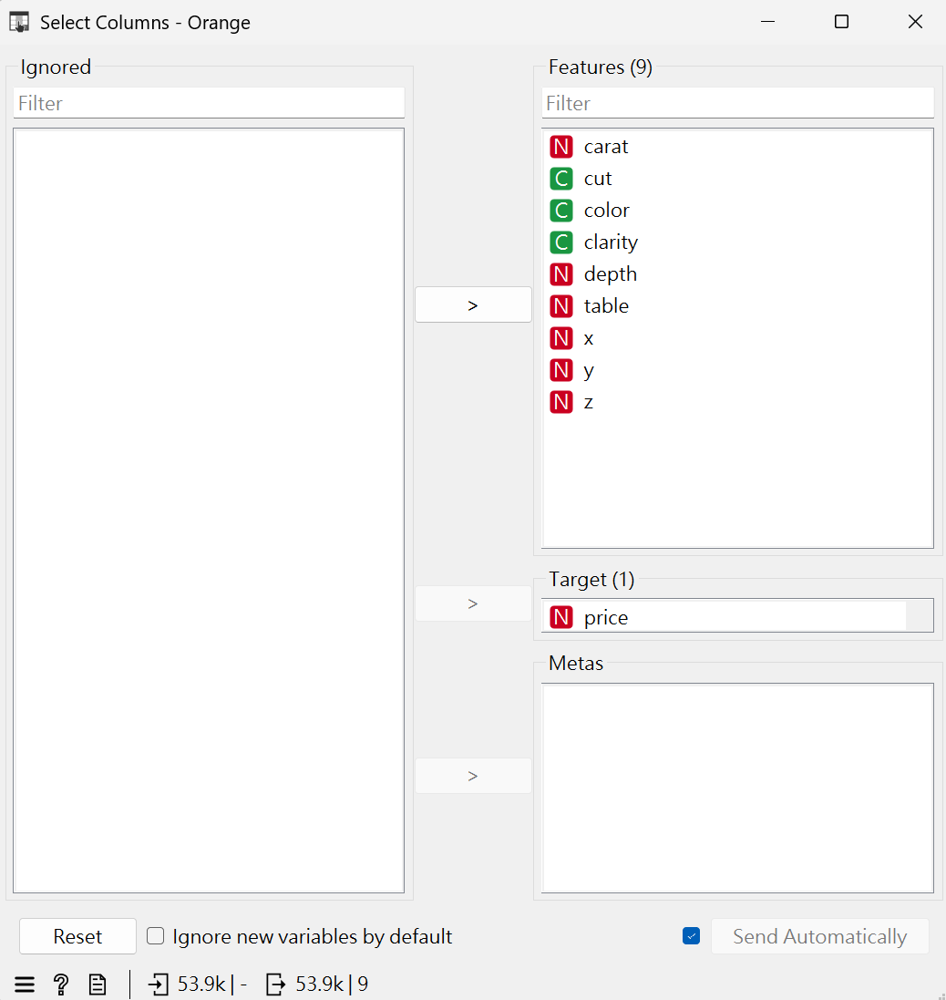 Select Columns - Orange
Ignored
Filter
>
>
>
Features (9)
Filter
N carat
C cut
C color
C clarity
N depth
N table
N x
N y
N z
Target (1)
N price
Metas
Reset
Ignore new variables by default
Send Automatically
? 53.9k | - 53.9k | 9